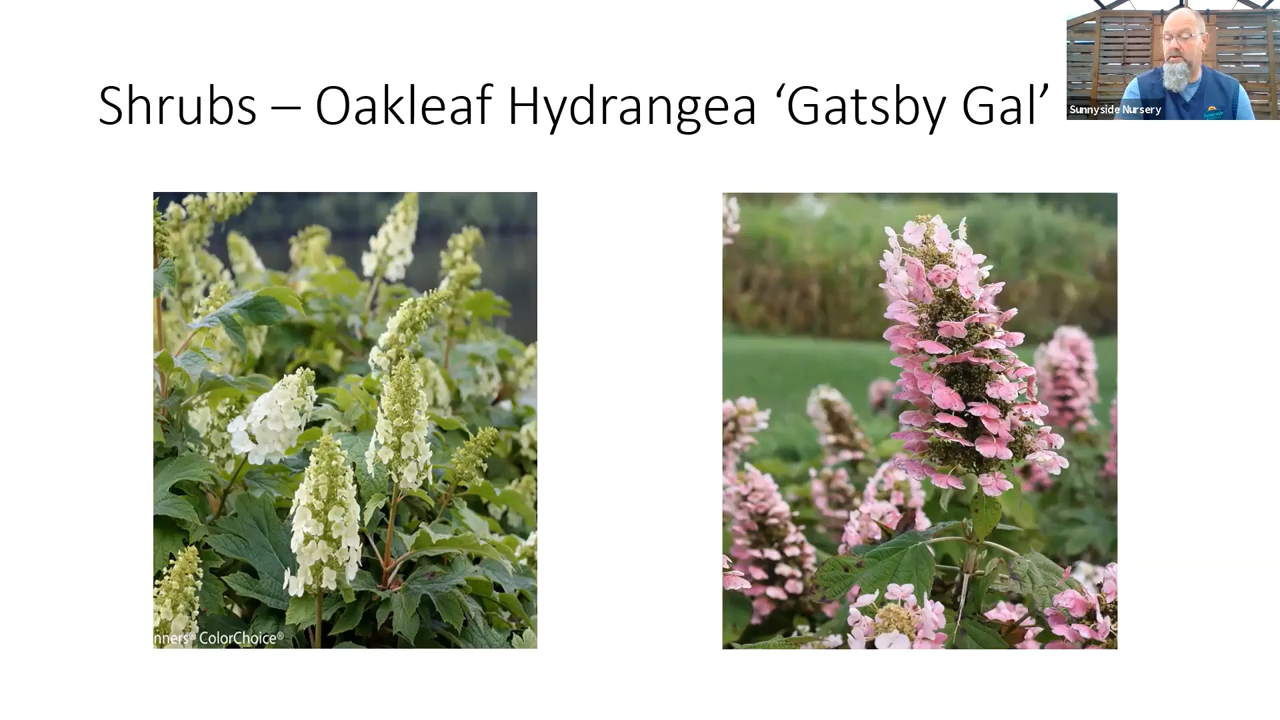 Shrubs – Oakleaf Hydrangea ‘Gatsby Gal’
Sunnyside Nursery
nners® ColorChoice®